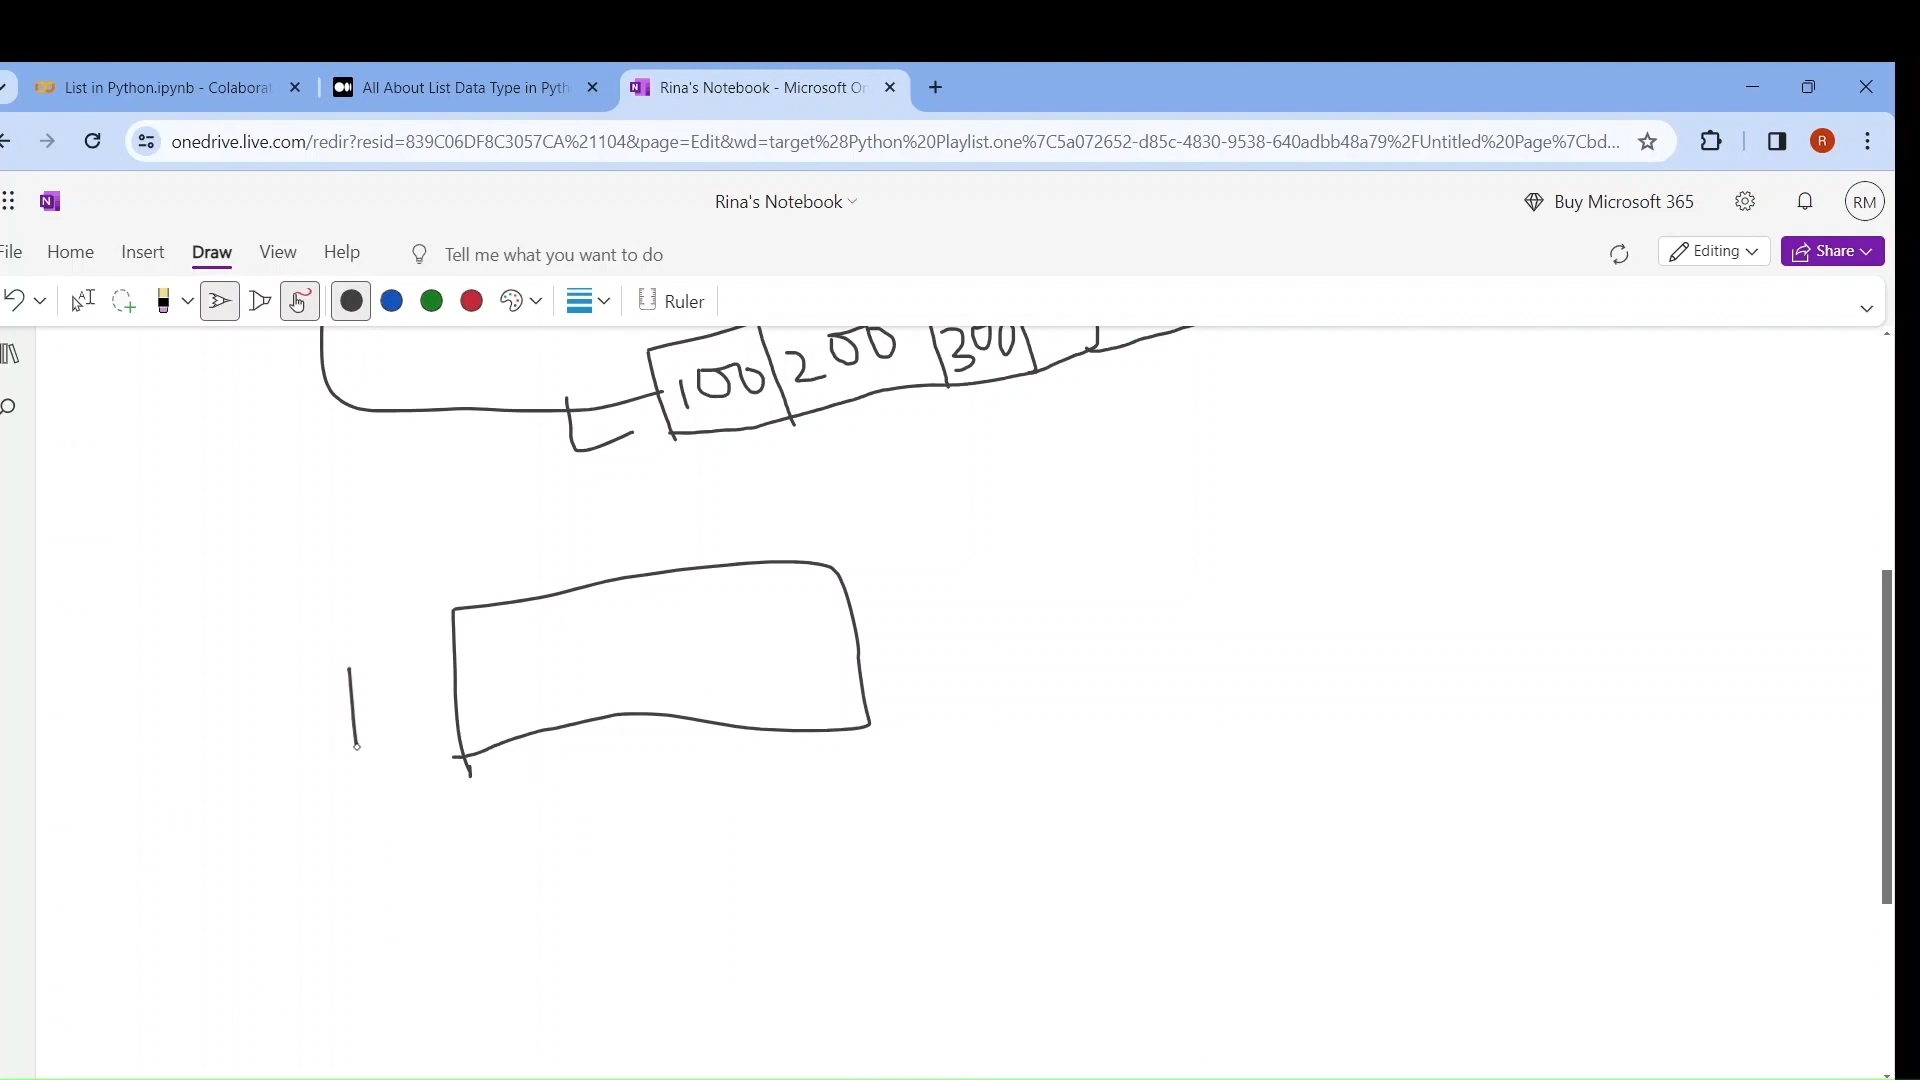 List in Python.ipynb - Colaborat
All About List Data Type in Pyth
Rina's Notebook - Microsoft On
onedrive.live.com/redir?resid=839C06DF8C3057CA%21104&page=Edit&wd=target%28Python%20Playlist.one%7C5a072652-d85c-4830-9538-640adbb48a79%2FUntitled%20Page%7Cbd...
R
N
Rina's Notebook
Buy Microsoft 365
RM
File Home Insert Draw View Help Tell me what you want to do
Editing
Share
Ruler
100 200 300